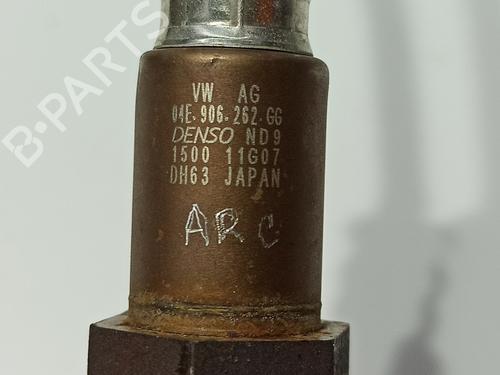 VW AG
04E·906·262·GG
DENSO ND9
1500 11G07
DH63 JAPAN
ARC
B-PARTS